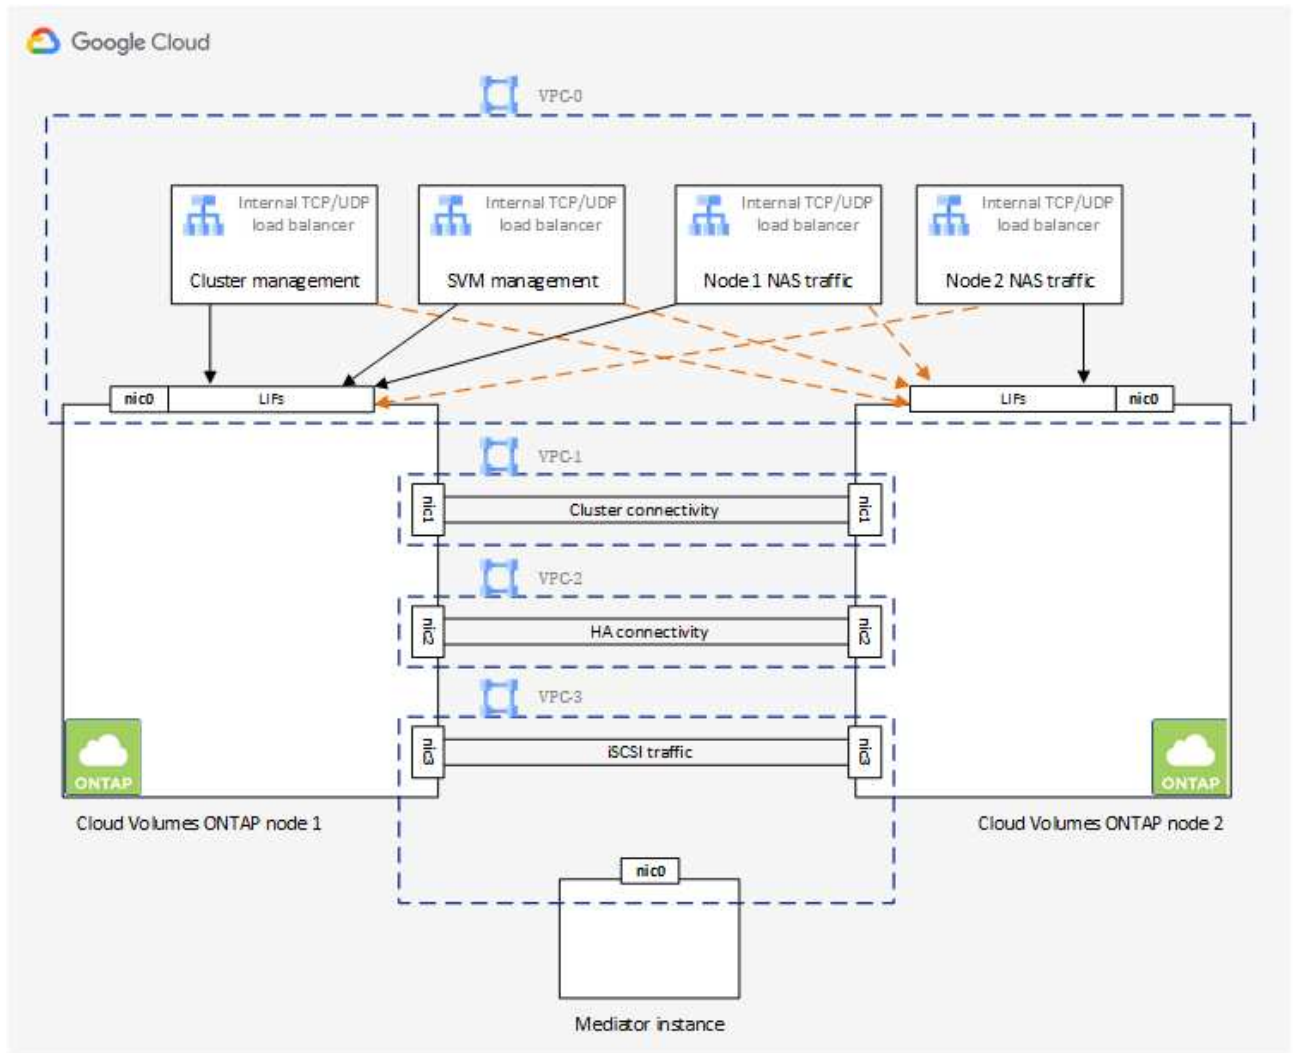 Google Cloud
VPC-0
Internal TCP/UDP
load balancer
Cluster management
Internal TCP/UDP
load balancer
SVM management
Internal TCP/UDP
load balancer
Node 1 NAS traffic
Internal TCP/UDP
load balancer
Node 2 NAS traffic
nic0
LIFs
LIFs
nic0
VPC-1
nic1
Cluster connectivity
nic1
VPC-2
nic2
HA connectivity
nic2
VPC-3
nic3
iSCSI traffic
nic3
ONTAP
ONTAP
Cloud Volumes ONTAP node 1
Cloud Volumes ONTAP node 2
nic0
Mediator instance